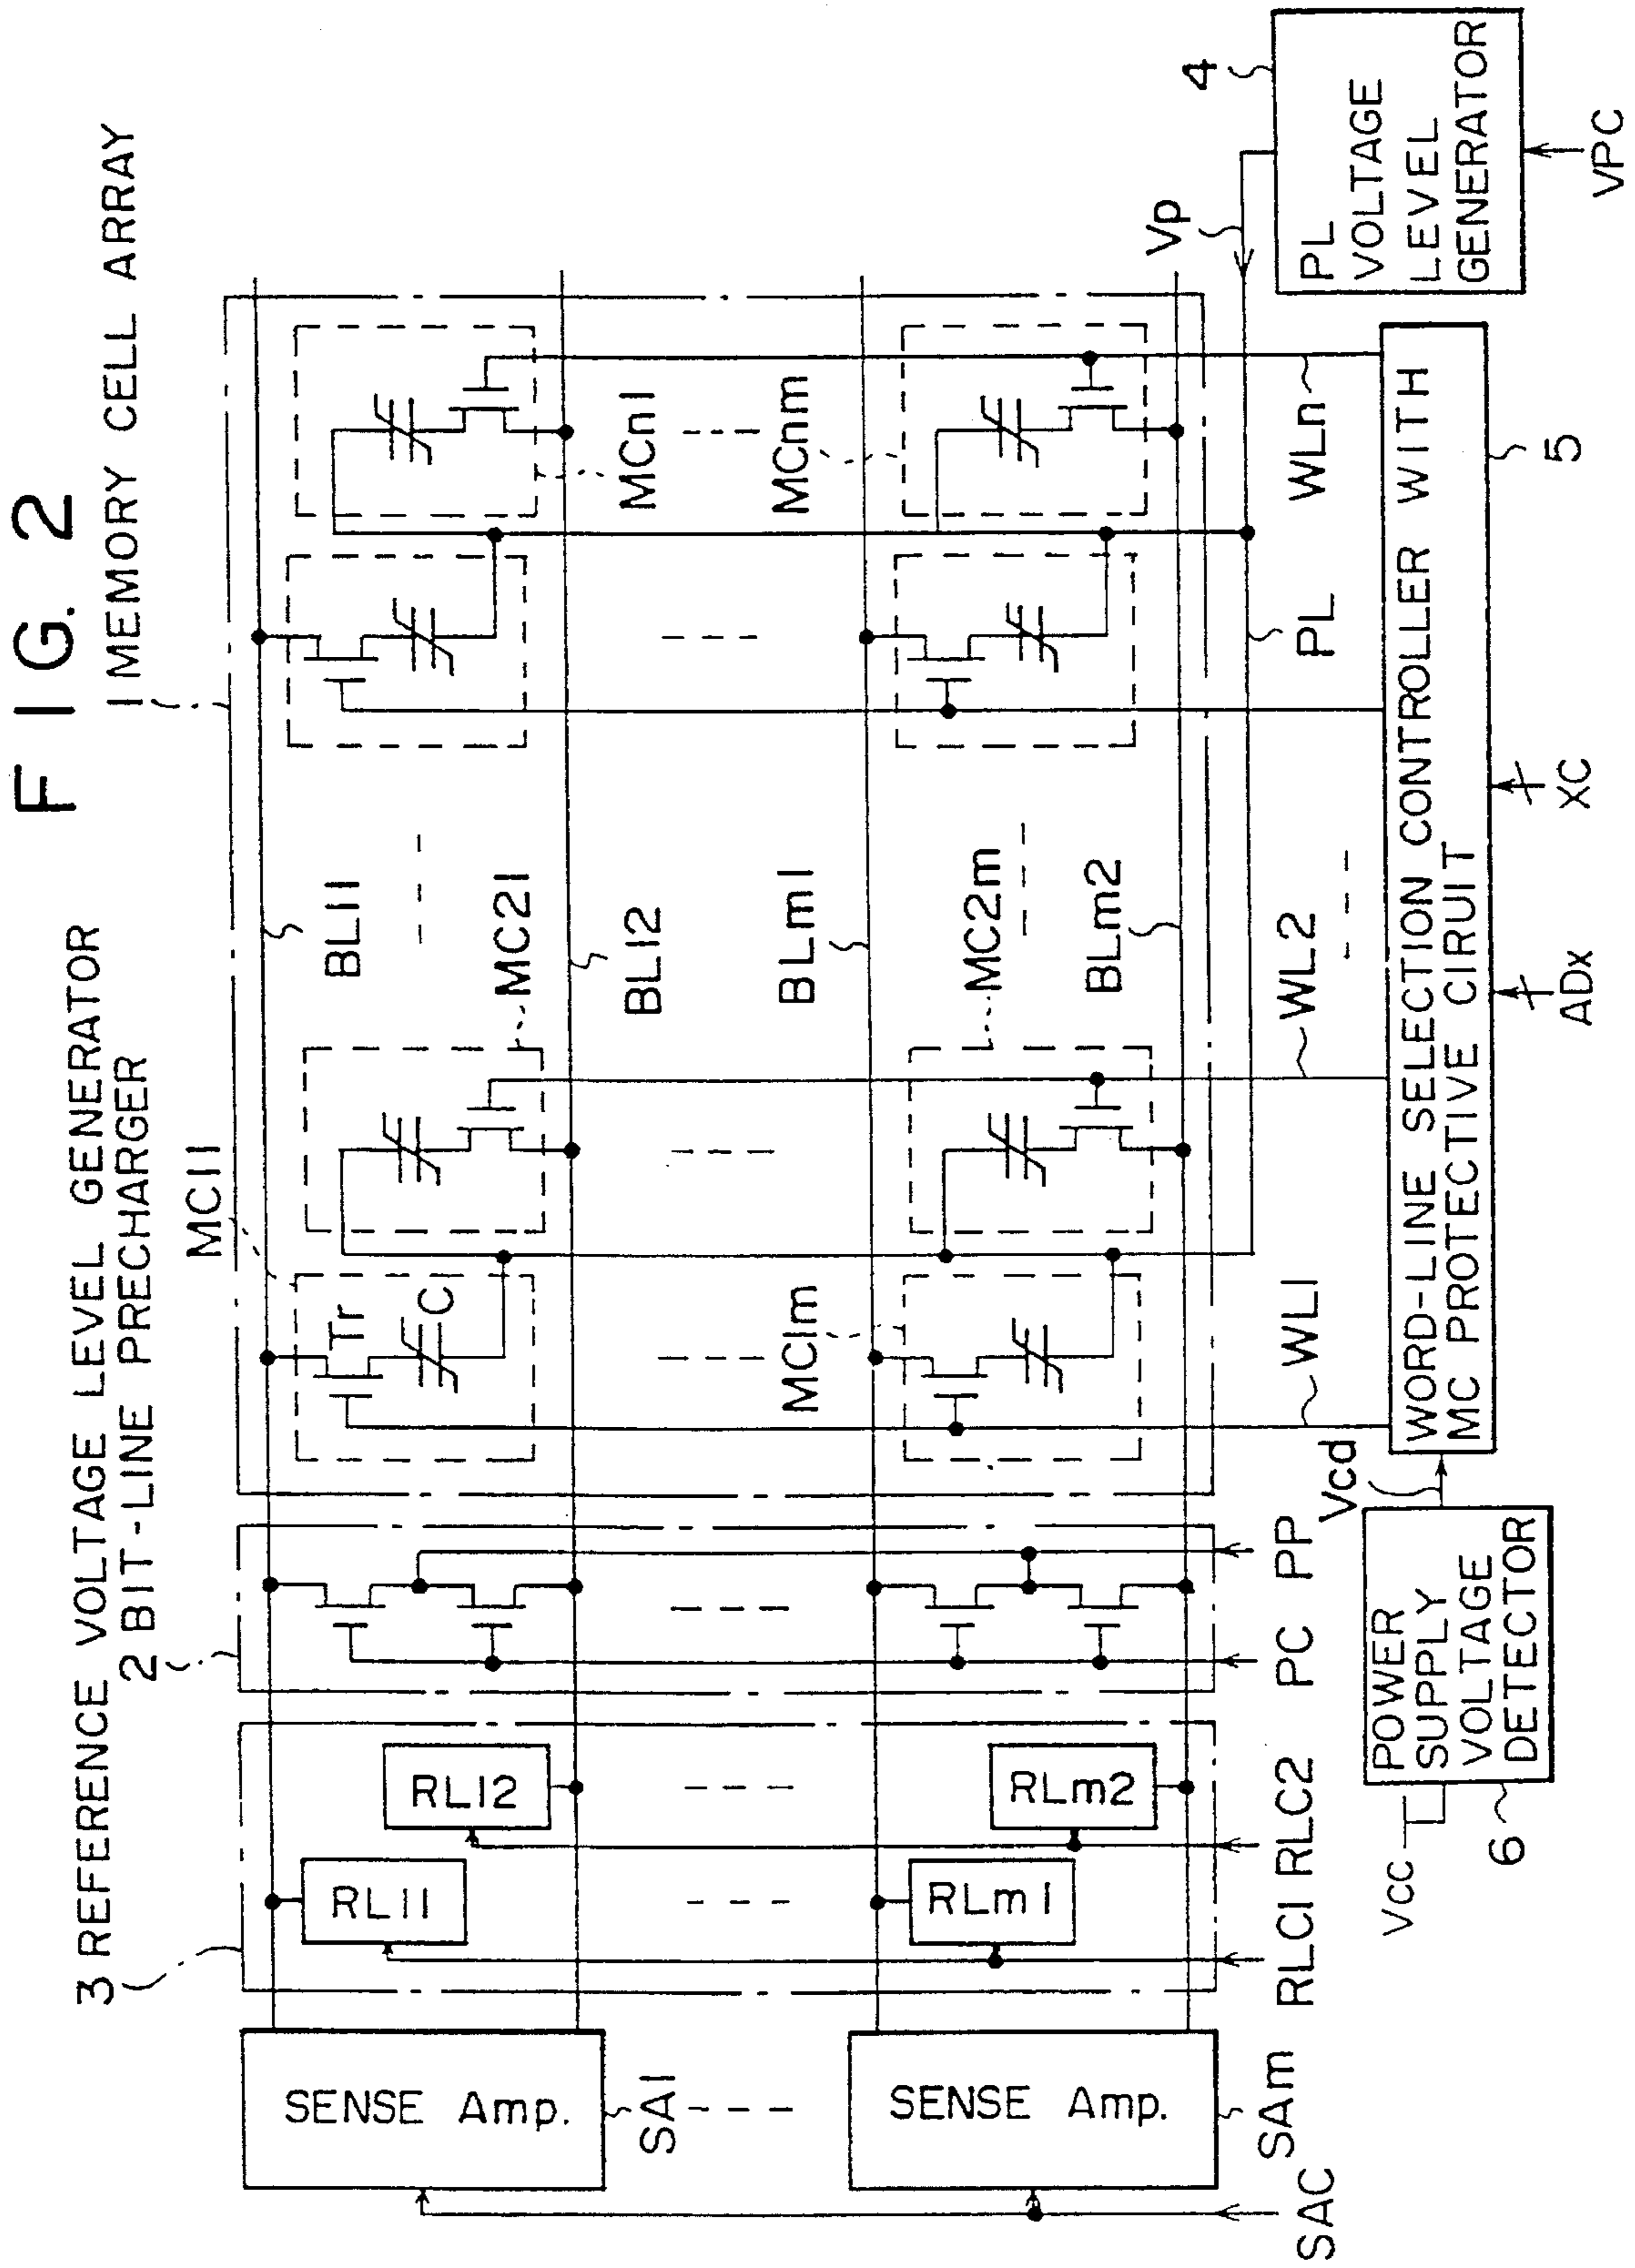 FIG. 2
3 REFERENCE VOLTAGE LEVEL GENERATOR
2 BIT-LINE PRECHARGER
1 MEMORY CELL ARRAY
MC11
Tr
C
BL11
MC21
BL12
MCn1
RL11
RL12
SENSE Amp.
SA1
MC1m
BLm1
MC2m
BLm2
MCnm
RLm1
RLm2
SENSE Amp.
SAm
SAC
RLC1
RLC2
PC
PP
WL1
WL2
PL
WLn
Vp
4
PL
VOLTAGE
LEVEL
GENERATOR
VPC
Vcc
6
POWER
SUPPLY
VOLTAGE
DETECTOR
Vcd
WORD-LINE SELECTION CONTROLLER WITH
MC PROTECTIVE CIRUIT
5
ADx
XC